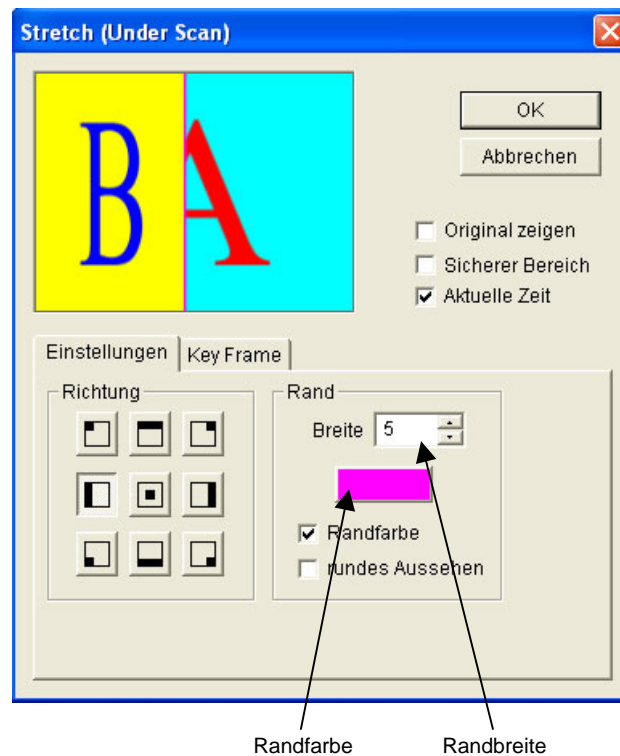 Stretch (Under Scan)
B A
OK
Abbrechen
Original zeigen
Sicherer Bereich
Aktuelle Zeit
Einstellungen Key Frame
Richtung
Rand
Breite 5
Randfarbe
rundes Aussehen
Randfarbe Randbreite